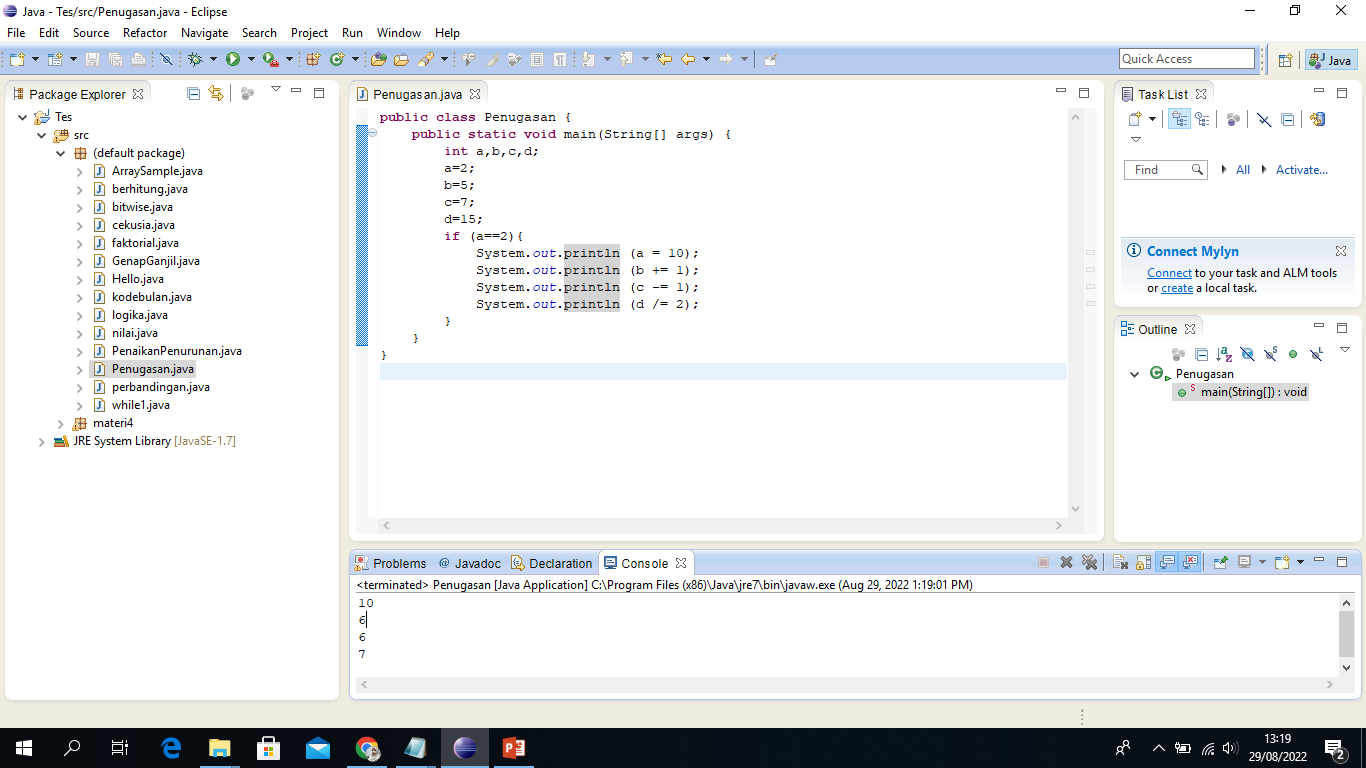 Java - Tes/src/Penugasan.java - Eclipse
File Edit Source Refactor Navigate Search Project Run Window Help
Quick Access
Java
Package Explorer
Tes
src
(default package)
ArraySample.java
berhitung.java
bitwise.java
cekusia.java
faktorial.java
GenapGanjil.java
Hello.java
kodebulan.java
logika.java
nilai.java
PenaikanPenurunan.java
Penugasan.java
perbandingan.java
while1.java
materi4
JRE System Library [JavaSE-1.7]
Penugasan.java
public class Penugasan {
public static void main(String[] args) {
int a,b,c,d;
a=2;
b=5;
c=7;
d=15;
if (a==2){
System.out.println (a = 10);
System.out.println (b += 1);
System.out.println (c -= 1);
System.out.println (d /= 2);
}
}
}
Task List
Find All Activate...
Connect Mylyn
Connect to your task and ALM tools
or create a local task.
Outline
Penugasan
main(String[]) : void
Problems @ Javadoc Declaration Console
<terminated> Penugasan [Java Application] C:\Program Files (x86)\Java\jre7\bin\javaw.exe (Aug 29, 2022 1:19:01 PM)
10
6
6
7
13:19
29/08/2022
2